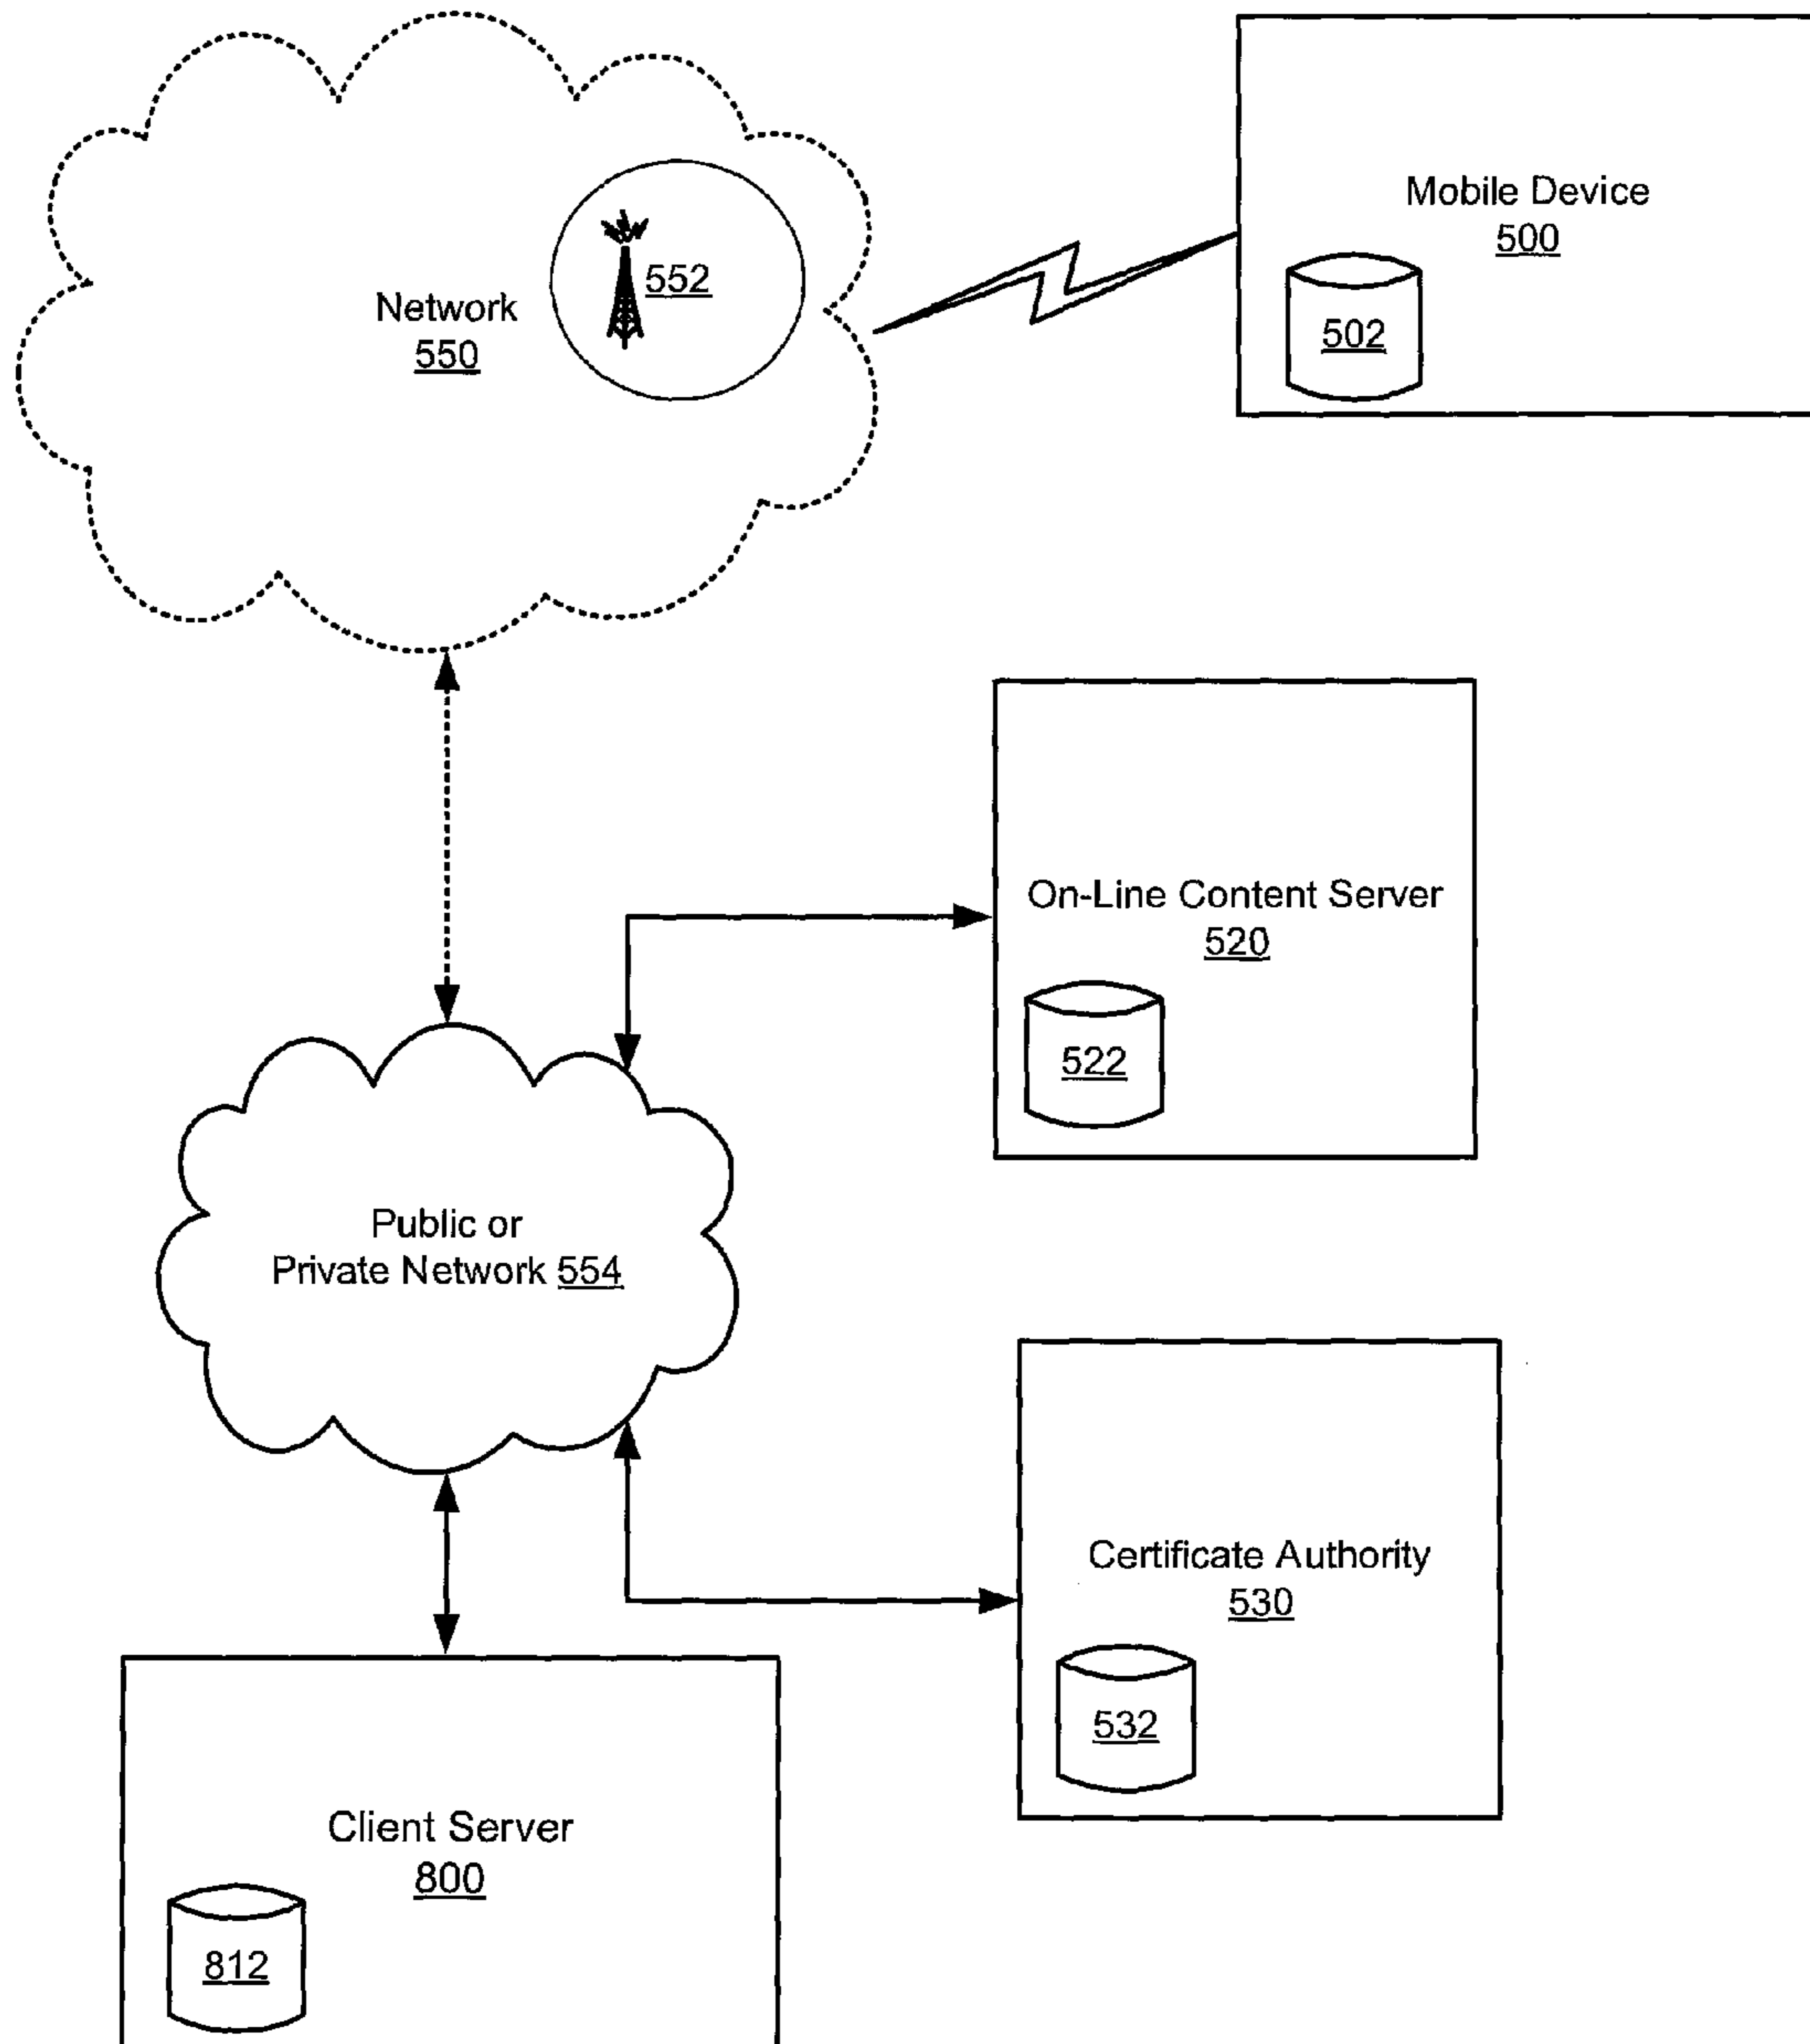 Mobile Device
500
502
552
Network
550
On-Line Content Server
520
522
Public or
Private Network 554
Certificate Authority
530
532
Client Server
800
812